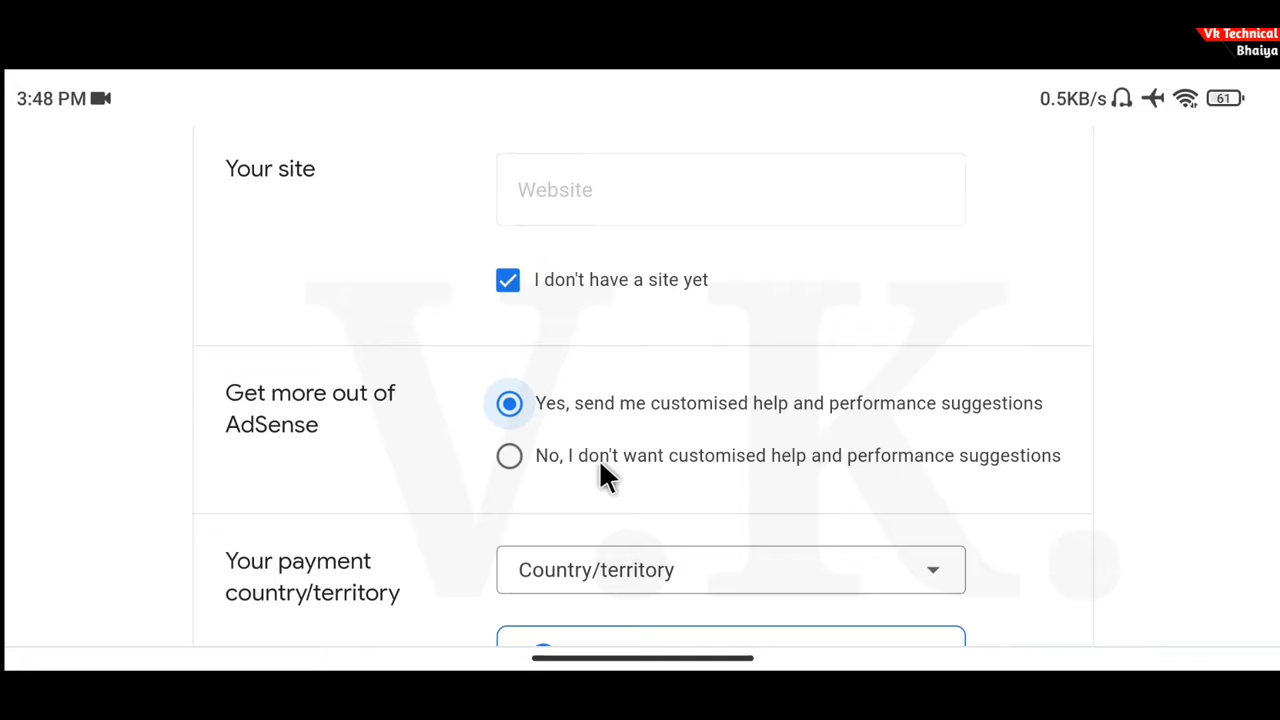 Vk Technical
Bhaiya
3:48 PM
0.5KB/s
61
Your site
Website
I don't have a site yet
Get more out of
AdSense
Yes, send me customised help and performance suggestions
No, I don't want customised help and performance suggestions
Your payment
country/territory
Country/territory
V.K.